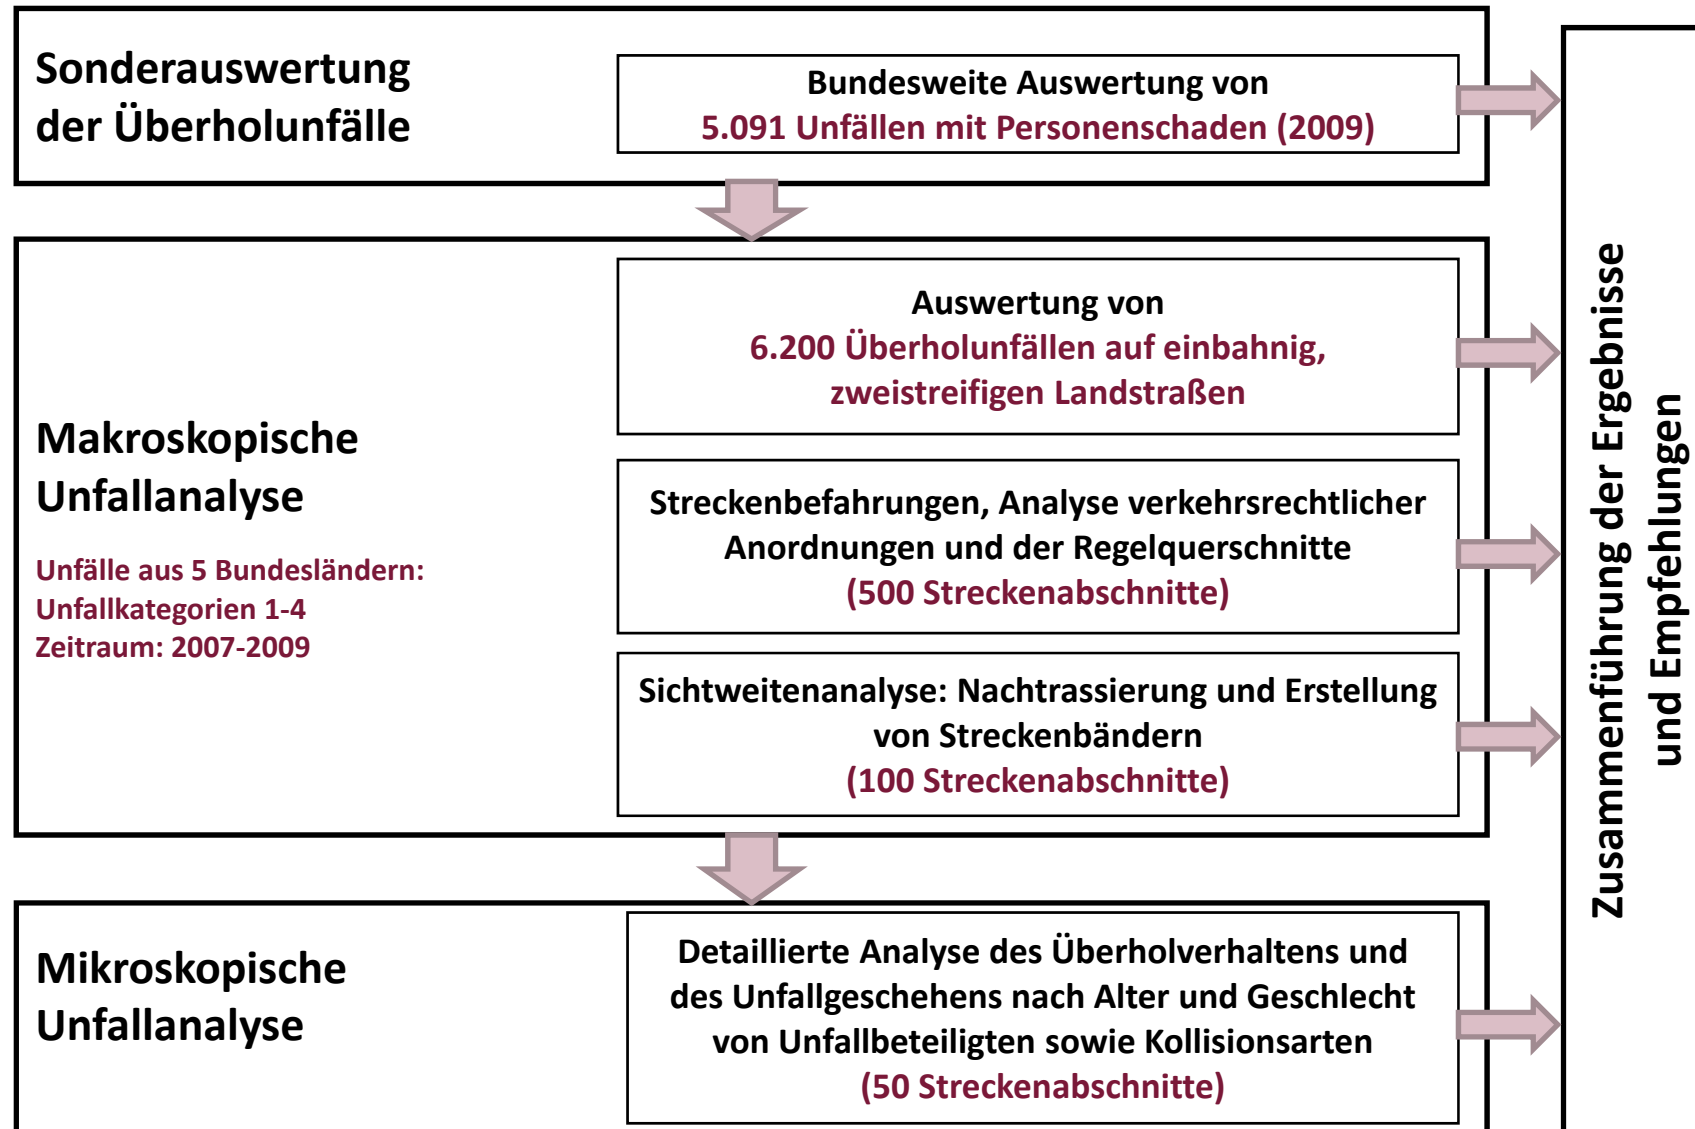 Sonderauswertung
der Überholunfälle
Bundesweite Auswertung von
5.091 Unfällen mit Personenschaden (2009)
Makroskopische
Unfallanalyse
Unfälle aus 5 Bundesländern:
Unfallkategorien 1-4
Zeitraum: 2007-2009
Auswertung von
6.200 Überholunfällen auf einbahnig,
zweistreifigen Landstraßen
Streckenbefahrungen, Analyse verkehrsrechtlicher
Anordnungen und der Regelquerschnitte
(500 Streckenabschnitte)
Sichtweitenanalyse: Nachtrassierung und Erstellung
von Streckenbändern
(100 Streckenabschnitte)
Mikroskopische
Unfallanalyse
Detaillierte Analyse des Überholverhaltens und
des Unfallgeschehens nach Alter und Geschlecht
von Unfallbeteiligten sowie Kollisionsarten
(50 Streckenabschnitte)
Zusammenführung der Ergebnisse
und Empfehlungen